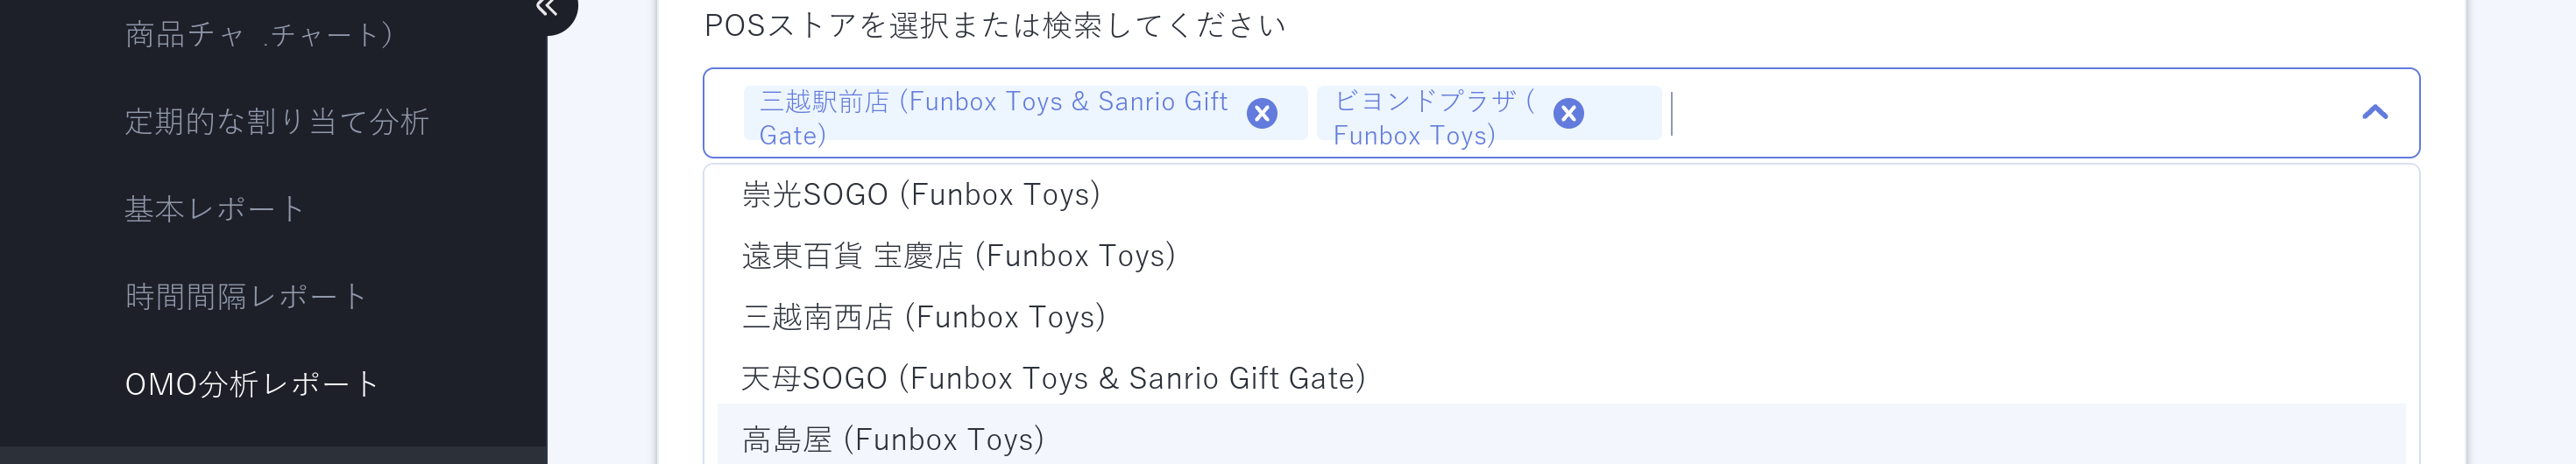 商品チャ .チャート)
定期的な割り当て分析
基本レポート
時間間隔レポート
OMO分析レポート
POSストアを選択または検索してください
三越駅前店 (Funbox Toys & Sanrio Gift
Gate)
ビヨンドプラザ (
Funbox Toys)
崇光SOGO (Funbox Toys)
遠東百貨 宝慶店 (Funbox Toys)
三越南西店 (Funbox Toys)
天母SOGO (Funbox Toys & Sanrio Gift Gate)
高島屋 (Funbox Toys)